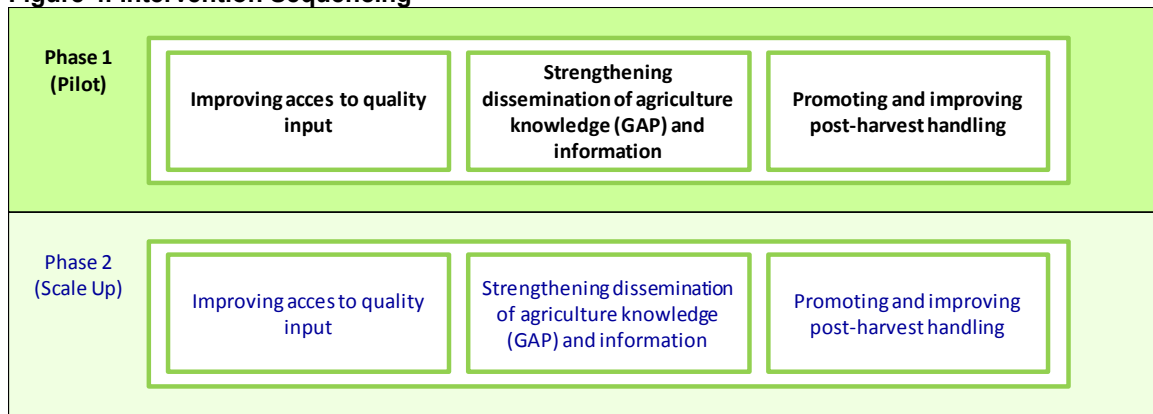 Phase 1
(Pilot)
Improving acces to quality
input
Strengthening
dissemination of agriculture
knowledge (GAP) and
information
Promoting and improving
post-harvest handling
Phase 2
(Scale Up)
Improving acces to quality
input
Strengthening dissemination
of agriculture knowledge
(GAP) and information
Promoting and improving
post-harvest handling